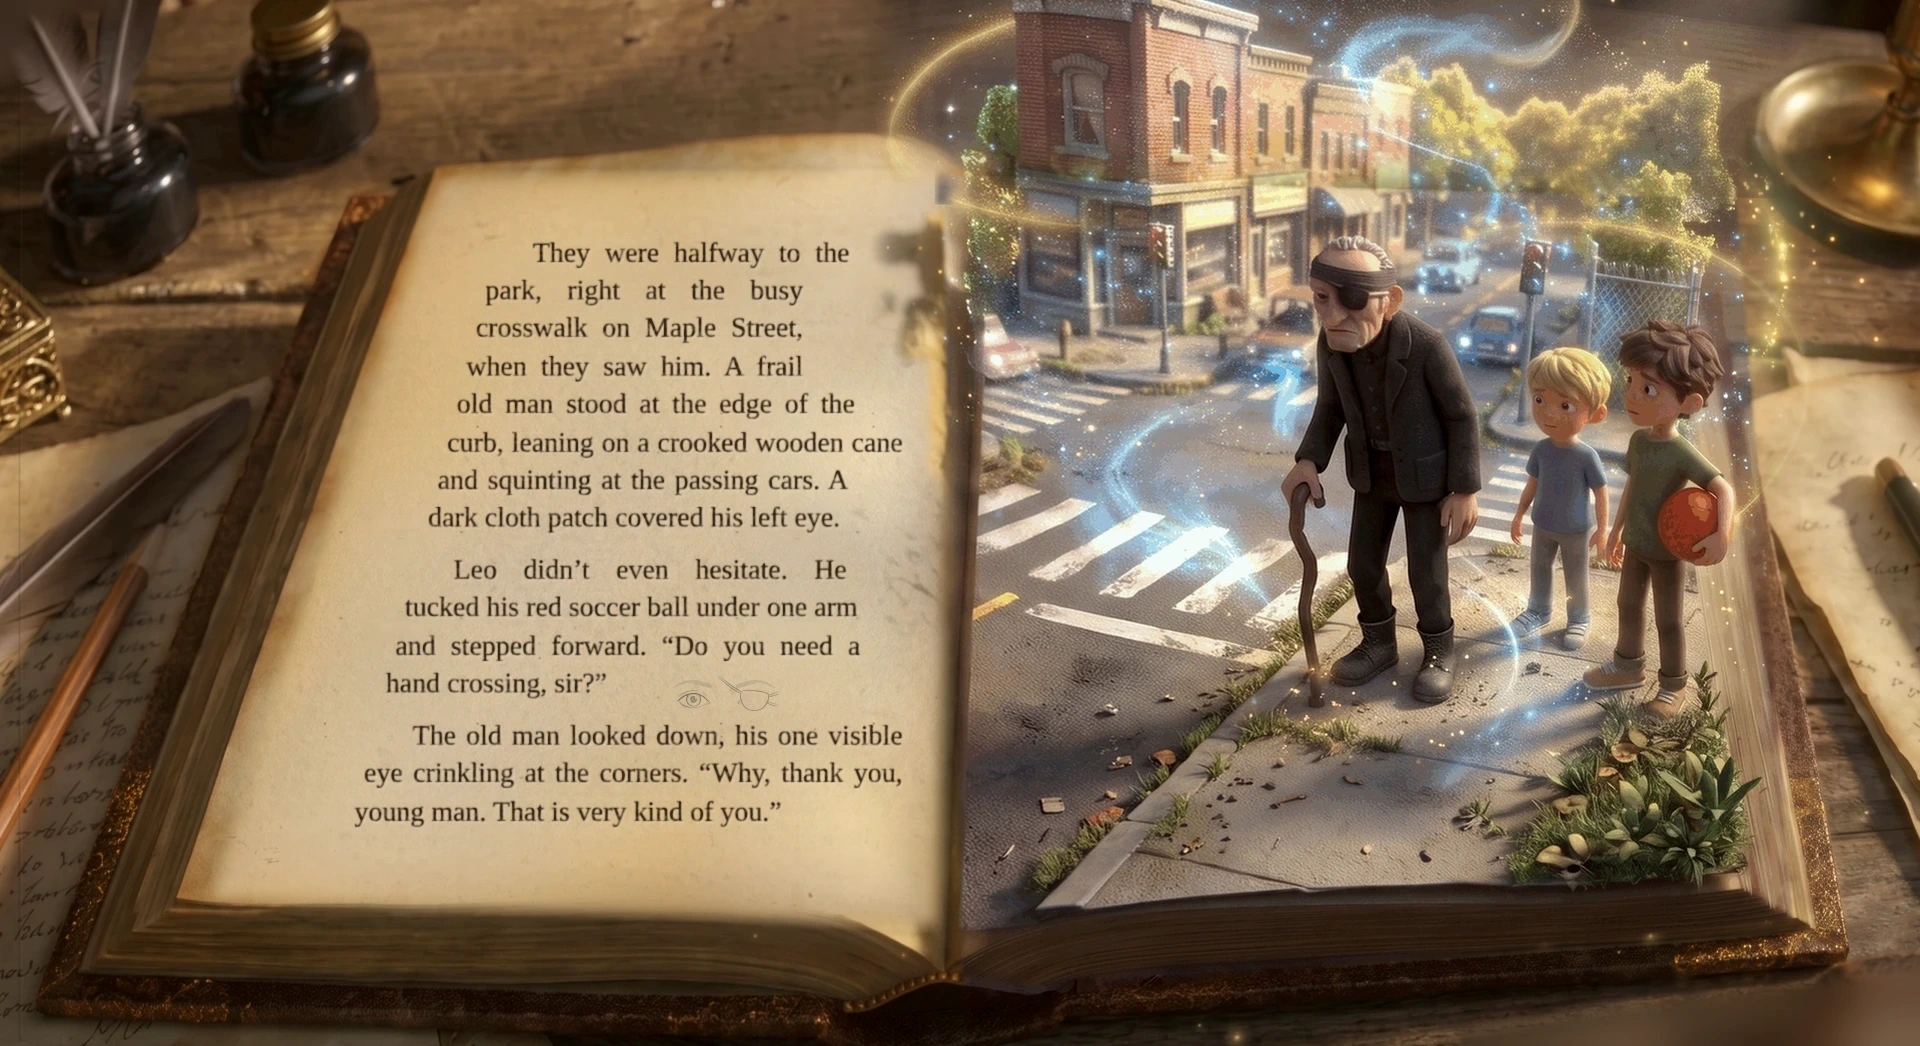 They were halfway to the
park, right at the busy
crosswalk on Maple Street,
when they saw him. A frail
old man stood at the edge of the
curb, leaning on a crooked wooden cane
and squinting at the passing cars. A
dark cloth patch covered his left eye.
Leo didn’t even hesitate. He
tucked his red soccer ball under one arm
and stepped forward. “Do you need a
hand crossing, sir?”
The old man looked down, his one visible
eye crinkling at the corners. “Why, thank you,
young man. That is very kind of you.”